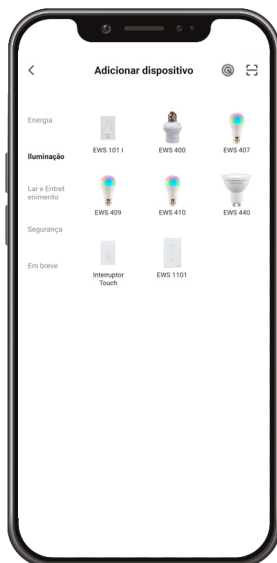 Adicionar dispositivo
Energia
Iluminação
Lar e Entret
enimento
Segurança
Em breve
EWS 101 I
EWS 400
EWS 407
EWS 409
EWS 410
EWS 440
Interruptor
Touch
EWS 1101